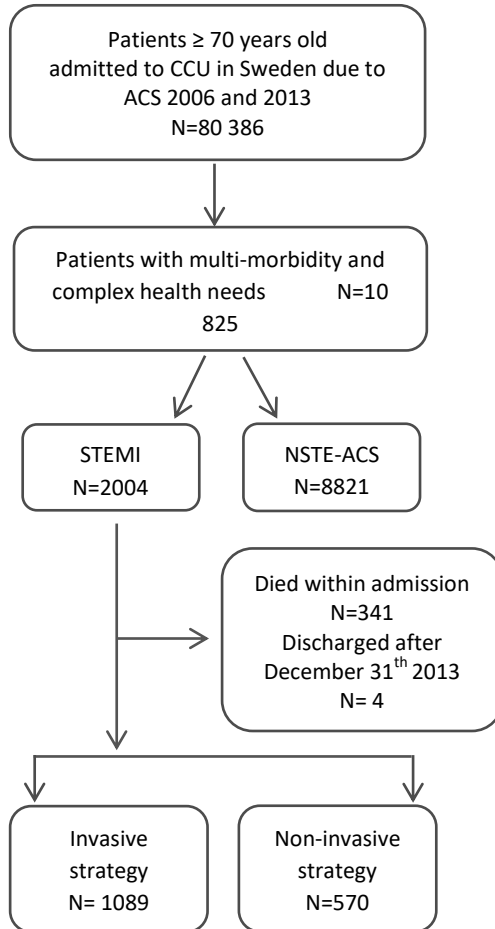 Patients ≥ 70 years old
admitted to CCU in Sweden due to
ACS 2006 and 2013
N=80 386
Patients with multi-morbidity and
complex health needs N=10
825
STEMI
N=2004
NSTE-ACS
N=8821
Died within admission
N=341
Discharged after
December 31th 2013
N= 4
Invasive
strategy
N= 1089
Non-invasive
strategy
N=570